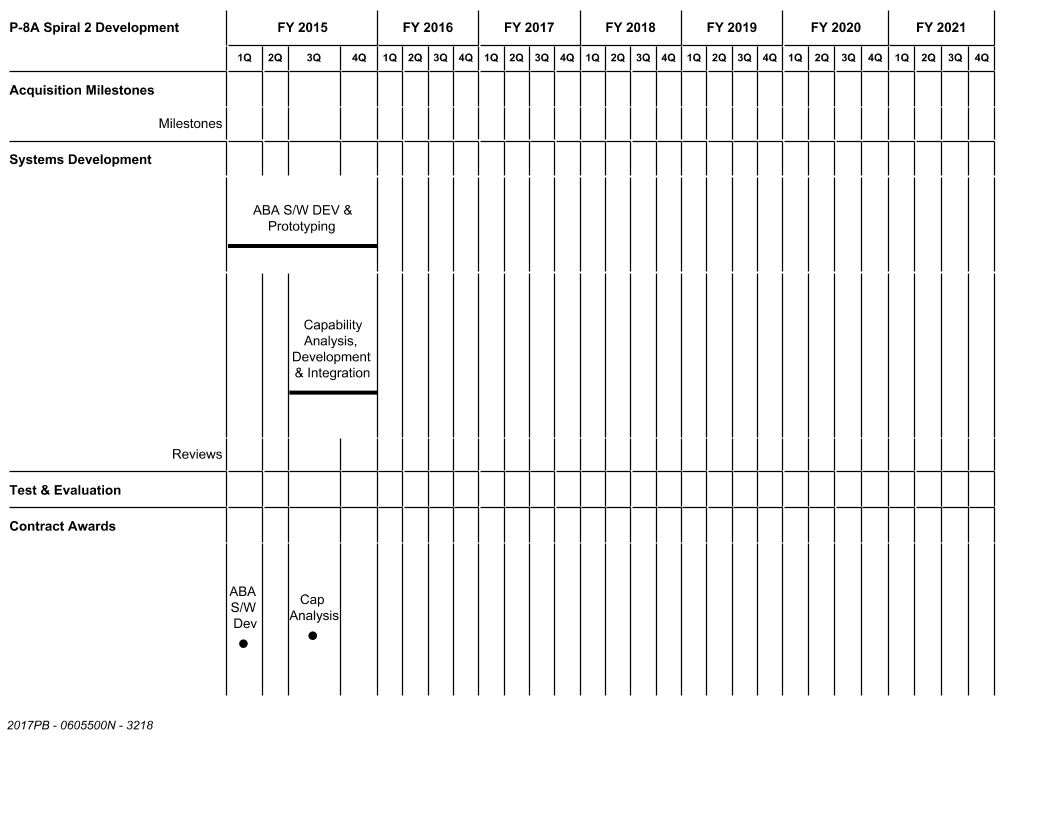 P-8A Spiral 2 Development FY 2015 FY 2016 FY 2017 FY 2018 FY 2019 FY 2020 FY 2021
1Q 2Q 3Q 4Q 1Q 2Q 3Q 4Q 1Q 2Q 3Q 4Q 1Q 2Q 3Q 4Q 1Q 2Q 3Q 4Q 1Q 2Q 3Q 4Q 1Q 2Q 3Q 4Q
Acquisition Milestones
Milestones
Systems Development
ABA S/W DEV &
Prototyping
Capability
Analysis,
Development
& Integration
Reviews
Test & Evaluation
Contract Awards
ABA
S/W
Dev
Cap
Analysis
2017PB - 0605500N - 3218